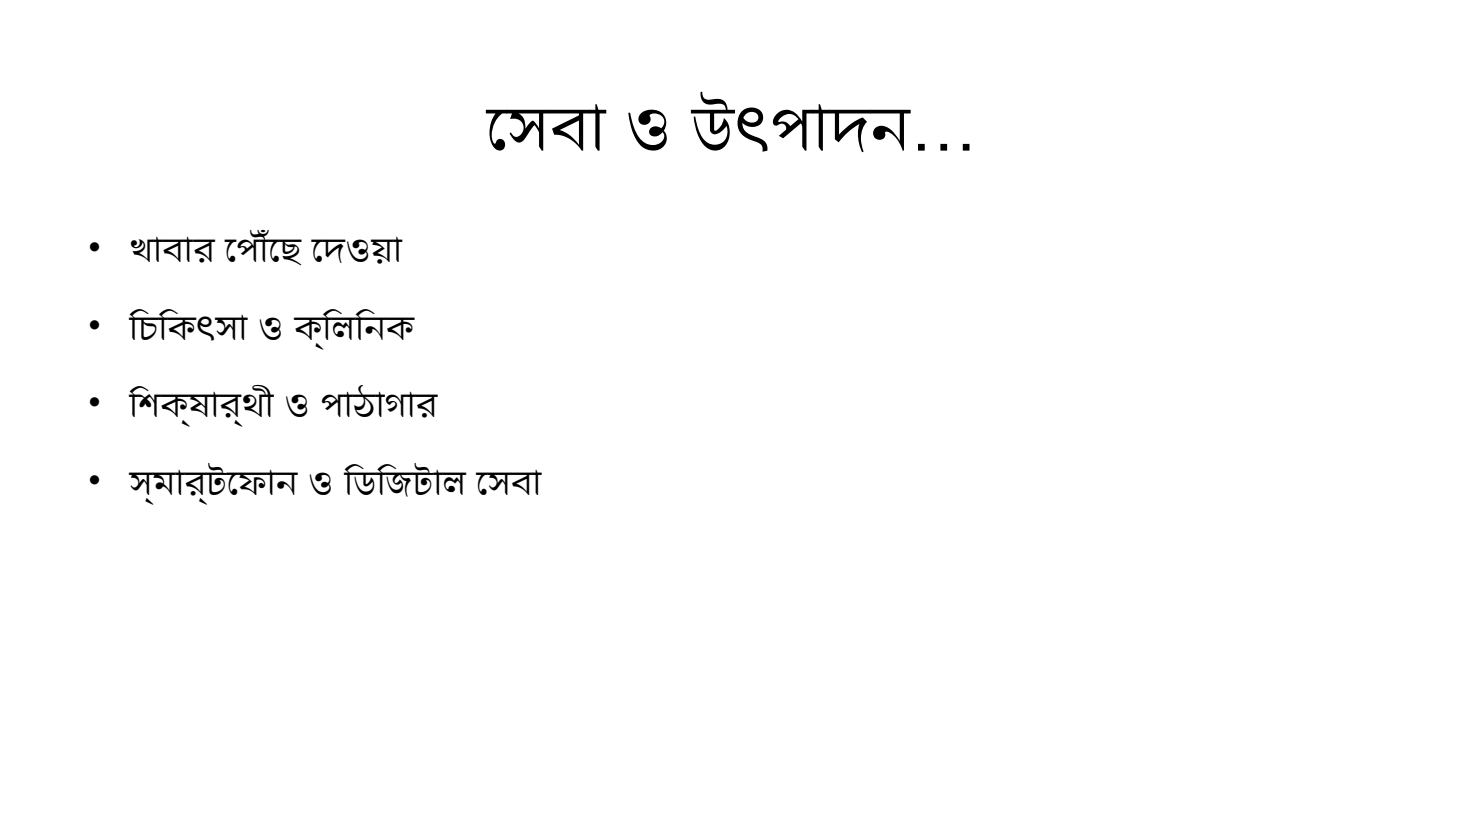 সেবা ও উৎপাদন...
• খাবার পৌঁছে দেওয়া
• চিকিৎসা ও ক্লিনিক
• শিক্ষার্থী ও পাঠাগার
• স্মার্টফোন ও ডিজিটাল সেবা